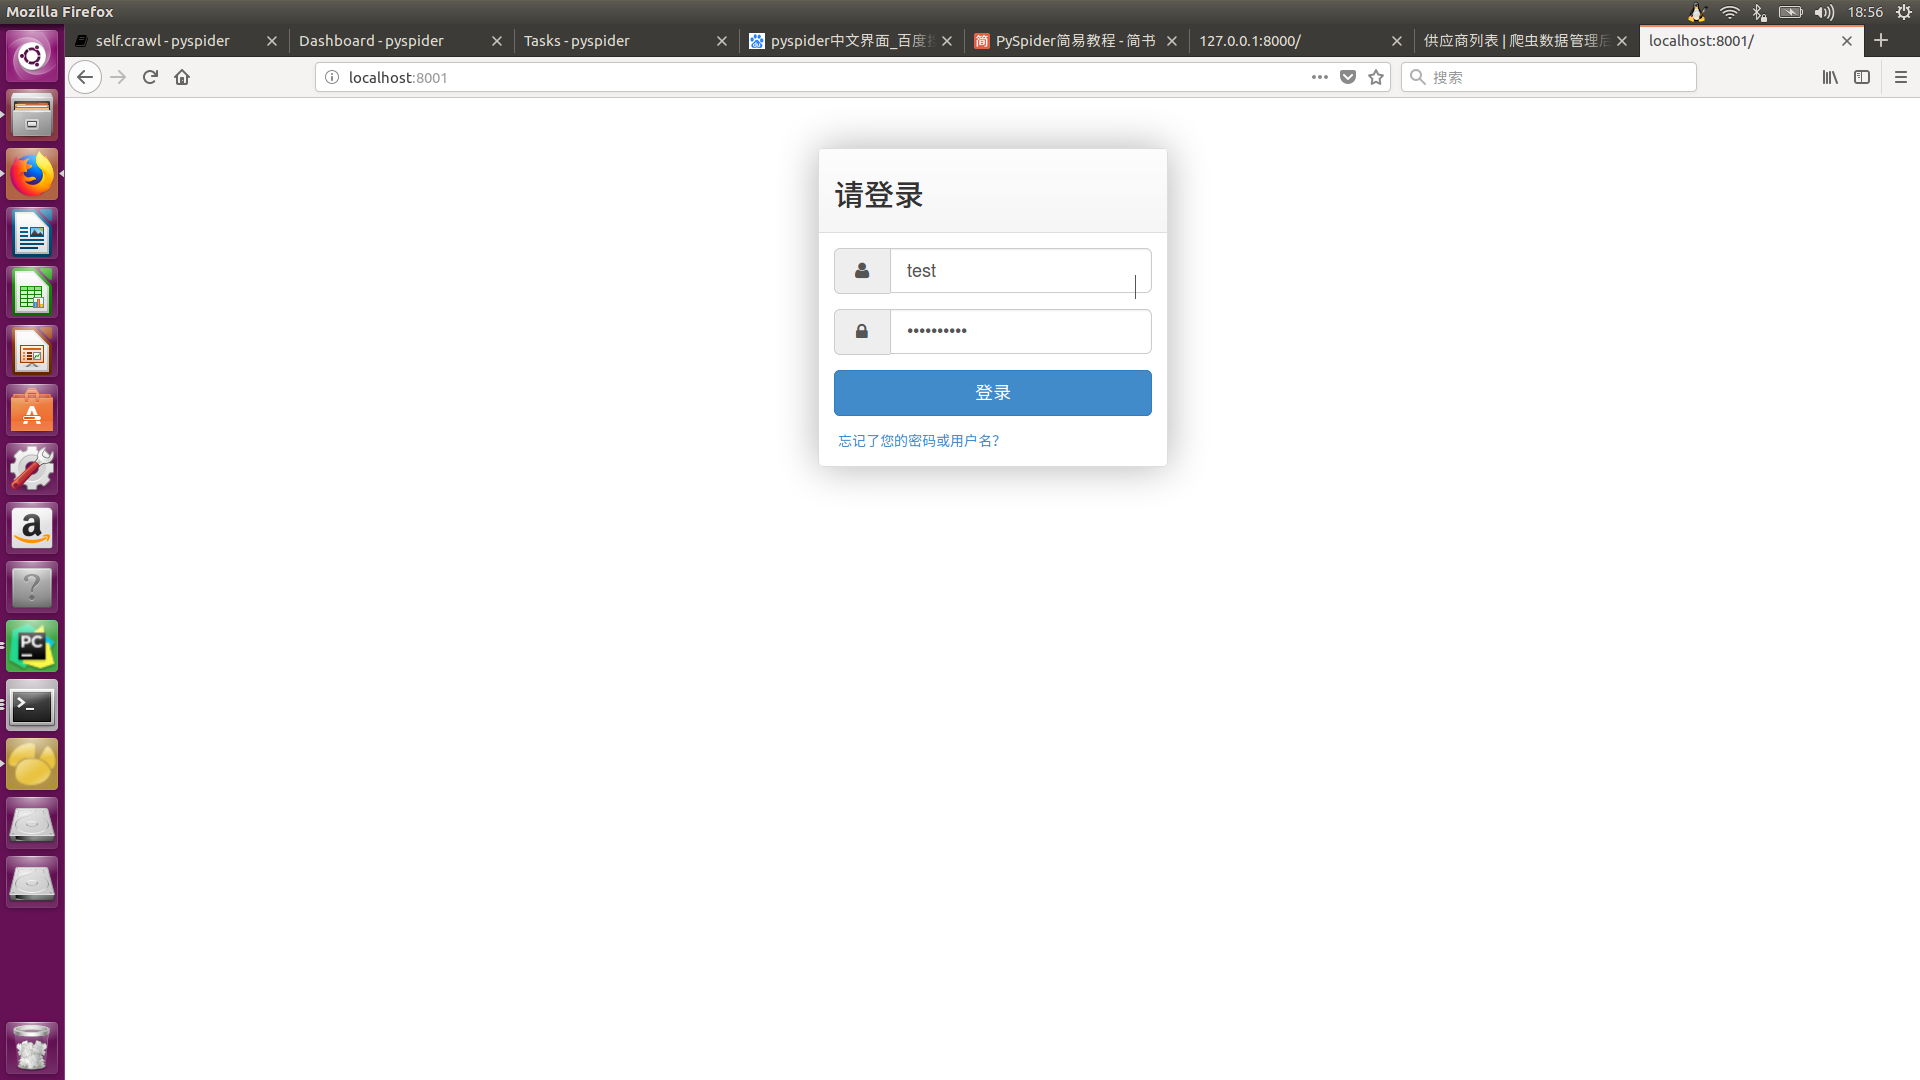 Mozilla Firefox
18:56
self.crawl - pyspider
Dashboard - pyspider
Tasks - pyspider
pyspider中文界面_百度
PySpider简易教程 - 简书
127.0.0.1:8000/
供应商列表 | 爬虫数据管理后
localhost:8001/
localhost:8001
搜索
请登录
test
••••••••••
登录
忘记了您的密码或用户名?
PC
>_